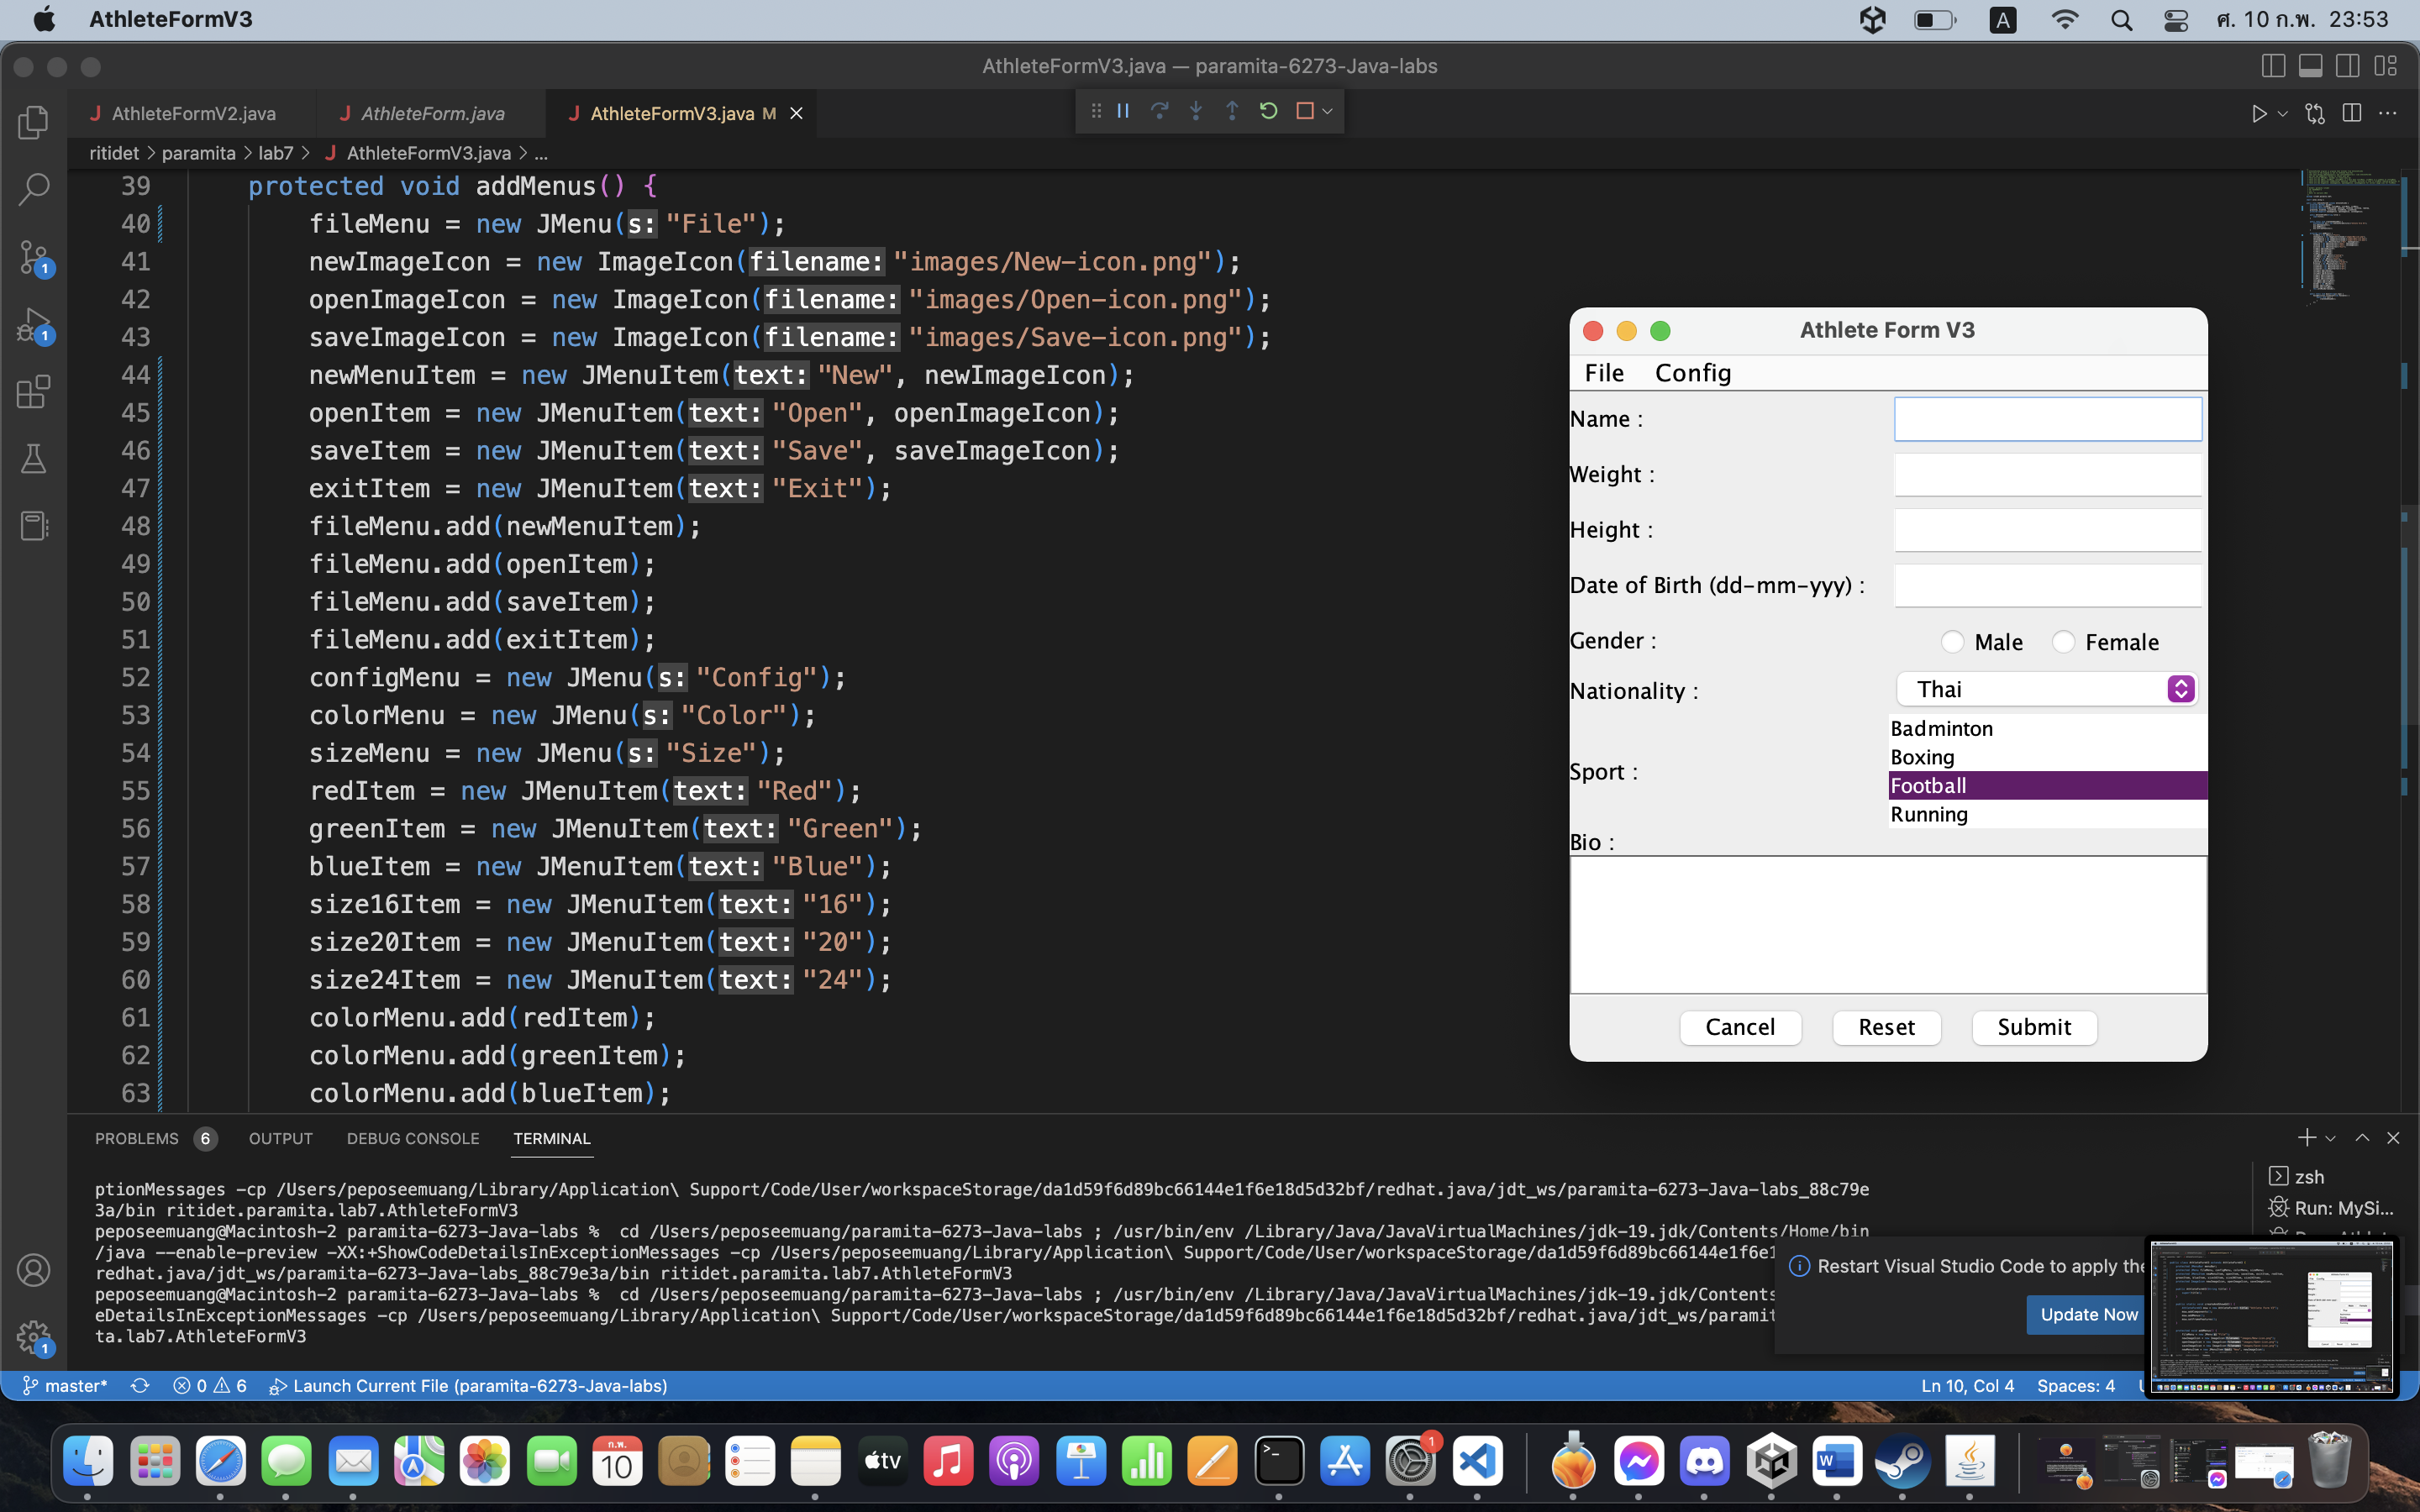 AthleteFormV3
A
ศ. 10 ก.พ. 23:53
AthleteFormV3.java — paramita-6273-Java-labs
J AthleteFormV2.java
J AthleteForm.java
J AthleteFormV3.java M
ritidet > paramita > lab7 > J AthleteFormV3.java > ...
39 protected void addMenus() {
40 fileMenu = new JMenu(s: "File");
41 newImageIcon = new ImageIcon(filename: "images/New-icon.png");
42 openImageIcon = new ImageIcon(filename: "images/Open-icon.png");
43 saveImageIcon = new ImageIcon(filename: "images/Save-icon.png");
44 newMenuItem = new JMenuItem(text: "New", newImageIcon);
45 openItem = new JMenuItem(text: "Open", openImageIcon);
46 saveItem = new JMenuItem(text: "Save", saveImageIcon);
47 exitItem = new JMenuItem(text: "Exit");
48 fileMenu.add(newMenuItem);
49 fileMenu.add(openItem);
50 fileMenu.add(saveItem);
51 fileMenu.add(exitItem);
52 configMenu = new JMenu(s: "Config");
53 colorMenu = new JMenu(s: "Color");
54 sizeMenu = new JMenu(s: "Size");
55 redItem = new JMenuItem(text: "Red");
56 greenItem = new JMenuItem(text: "Green");
57 blueItem = new JMenuItem(text: "Blue");
58 size16Item = new JMenuItem(text: "16");
59 size20Item = new JMenuItem(text: "20");
60 size24Item = new JMenuItem(text: "24");
61 colorMenu.add(redItem);
62 colorMenu.add(greenItem);
63 colorMenu.add(blueItem);
Athlete Form V3
File Config
Name :
Weight :
Height :
Date of Birth (dd-mm-yyy) :
Gender : Male Female
Nationality : Thai
Badminton
Boxing
Sport :
Football
Running
Bio :
Cancel Reset Submit
PROBLEMS 6 OUTPUT DEBUG CONSOLE TERMINAL
ptionMessages -cp /Users/peposeemuang/Library/Application\ Support/Code/User/workspaceStorage/da1d59f6d89bc66144e1f6e18d5d32bf/redhat.java/jdt_ws/paramita-6273-Java-labs_88c79e
3a/bin ritidet.paramita.lab7.AthleteFormV3
peposeemuang@Macintosh-2 paramita-6273-Java-labs % cd /Users/peposeemuang/paramita-6273-Java-labs ; /usr/bin/env /Library/Java/JavaVirtualMachines/jdk-19.jdk/Contents/Home/bin
/java --enable-preview -XX:+ShowCodeDetailsInExceptionMessages -cp /Users/peposeemuang/Library/Application\ Support/Code/User/workspaceStorage/da1d59f6d89bc66144e1f6e1
redhat.java/jdt_ws/paramita-6273-Java-labs_88c79e3a/bin ritidet.paramita.lab7.AthleteFormV3
peposeemuang@Macintosh-2 paramita-6273-Java-labs % cd /Users/peposeemuang/paramita-6273-Java-labs ; /usr/bin/env /Library/Java/JavaVirtualMachines/jdk-19.jdk/Contents
eDetailsInExceptionMessages -cp /Users/peposeemuang/Library/Application\ Support/Code/User/workspaceStorage/da1d59f6d89bc66144e1f6e18d5d32bf/redhat.java/jdt_ws/paramit
ta.lab7.AthleteFormV3
zsh
Run: MySi...
Restart Visual Studio Code to apply the
Update Now
1
1
1
master* 0 6 Launch Current File (paramita-6273-Java-labs)
Ln 10, Col 4 Spaces: 4
ก.พ.
10
tv
1
W